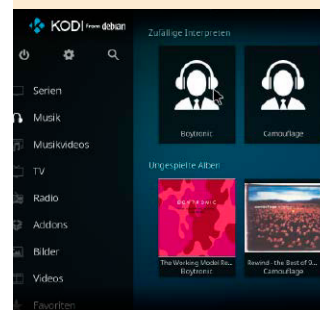 KODI from debian
Serien
Musik
Musikvideos
TV
Radio
Addons
Bilder
Videos
Favoriten
Zufällige Interpreten
Boytronic
Camouflage
Ungespielte Alben
BOYTRONIC
The Working Model Re...
Boytronic
Rewind - the Best of 9...
Camouflage